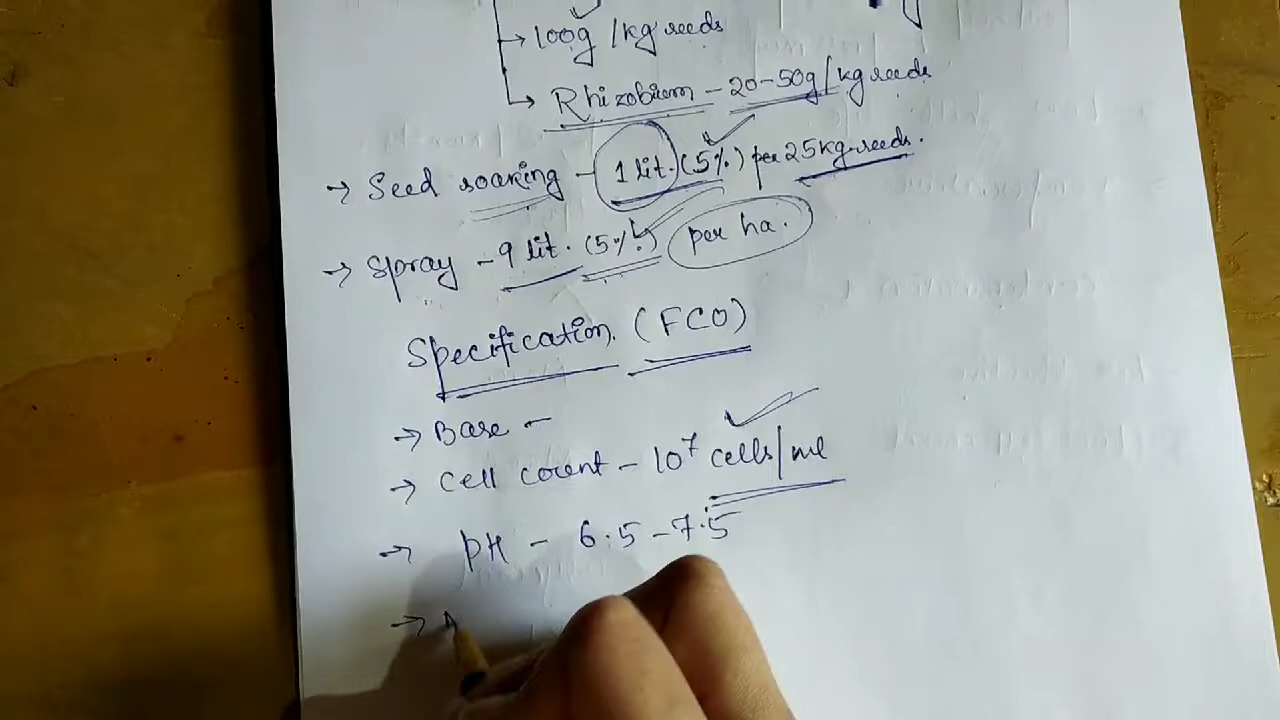 → 100g /kg seeds
→ Rhizobium - 20-50g/kg seeds
→ Seed soaking - 1 lit. (5%) per 25kg seeds.
→ Spray - 9 lit. (5%) per ha.
Specification. (FCO)
→ Base -
→ Cell count - 10⁷ cells/ml
→ pH - 6.5 - 7.5
→